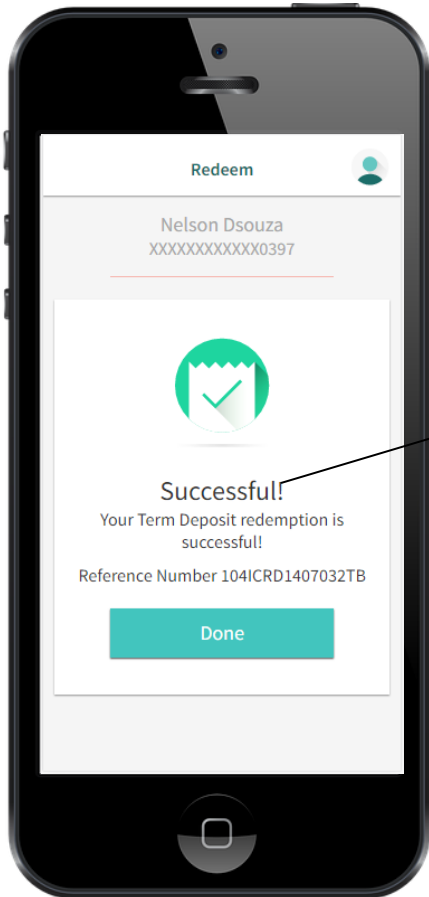 Redeem
Nelson Dsouza
XXXXXXXXXXXX0397
Successful!
Your Term Deposit redemption is
successful!
Reference Number 104ICRD1407032TB
Done